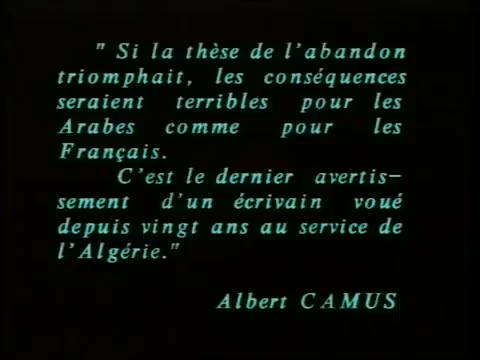 " Si la thèse de l'abandon
triomphait, les conséquences
seraient terribles pour les
Arabes comme pour les
Français.
C'est le dernier avertis-
sement d'un écrivain voué
depuis vingt ans au service de
l'Algérie."
Albert CAMUS